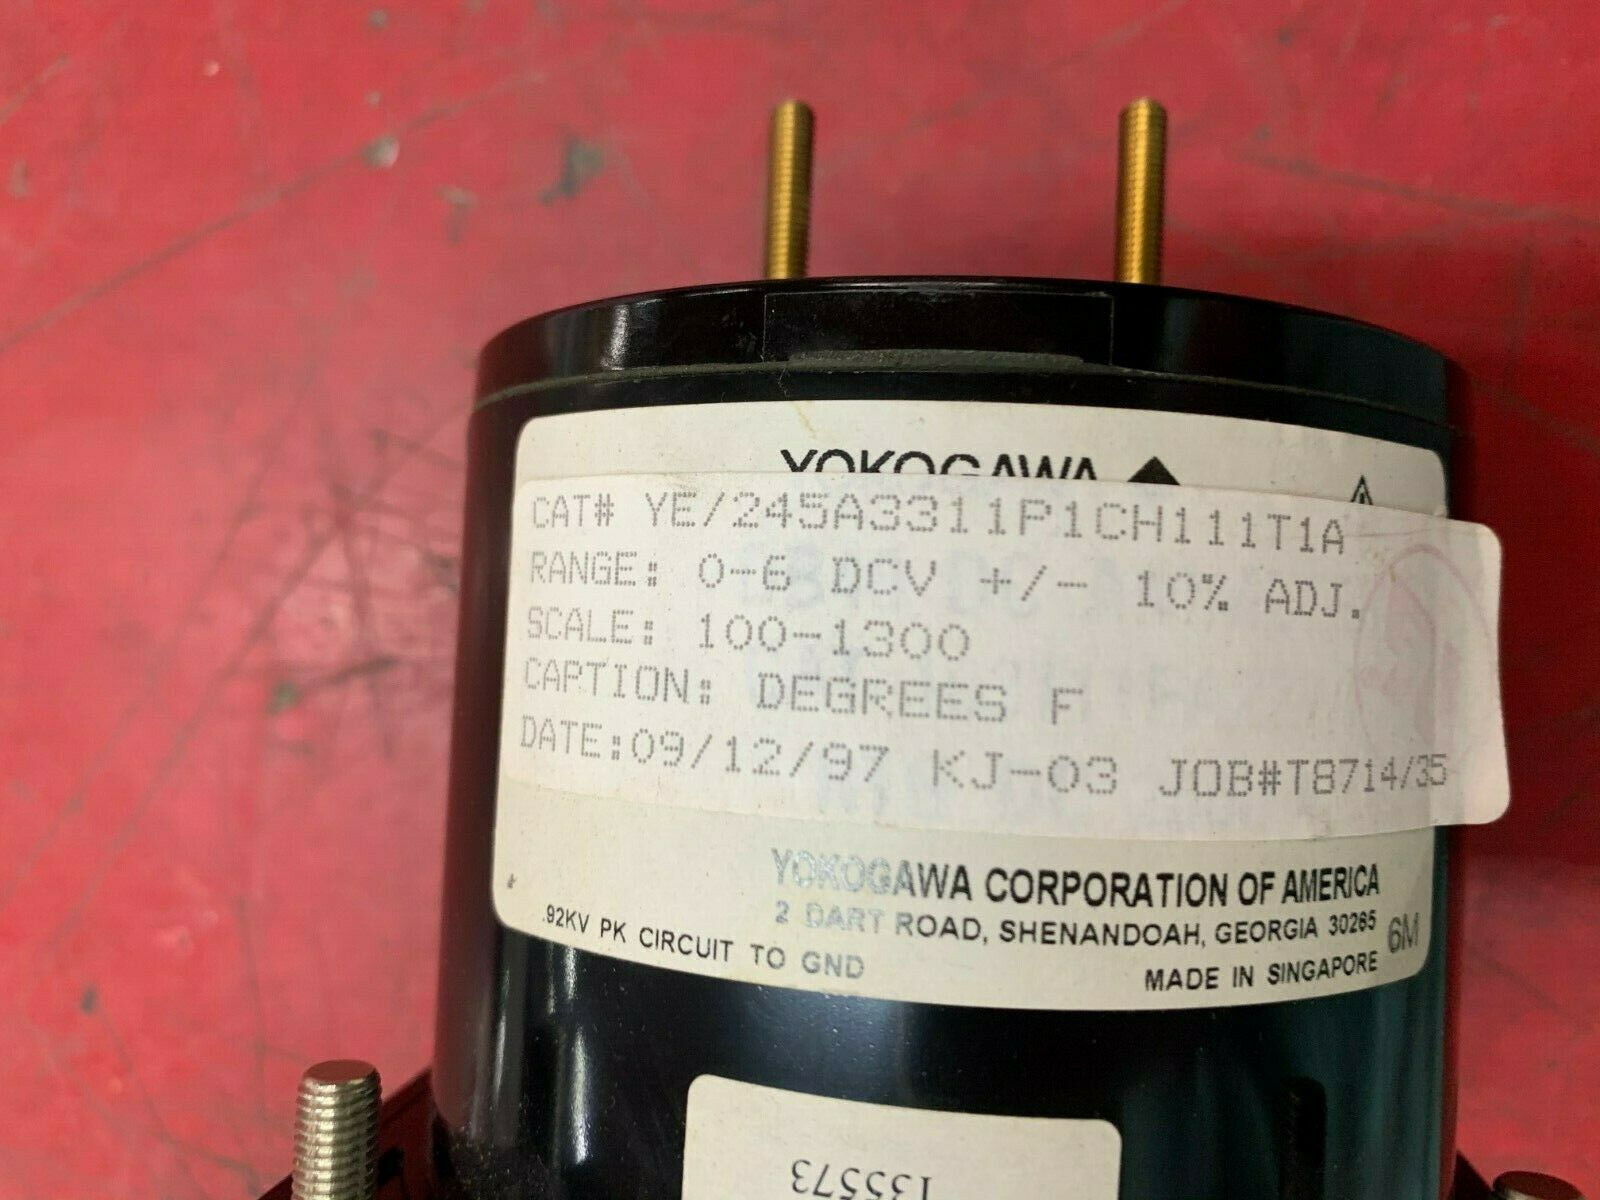 YOKOGAWA
CAT# YE/245A3311P1CH111T1A
RANGE: 0-6 DCV +/- 10% ADJ.
SCALE: 100-1300
CAPTION: DEGREES F
DATE:09/12/97 KJ-03 JOB#T8714/35
YOKOGAWA CORPORATION OF AMERICA
2 DART ROAD, SHENANDOAH, GEORGIA 30265
6M
.92KV PK CIRCUIT TO GND
MADE IN SINGAPORE
135573